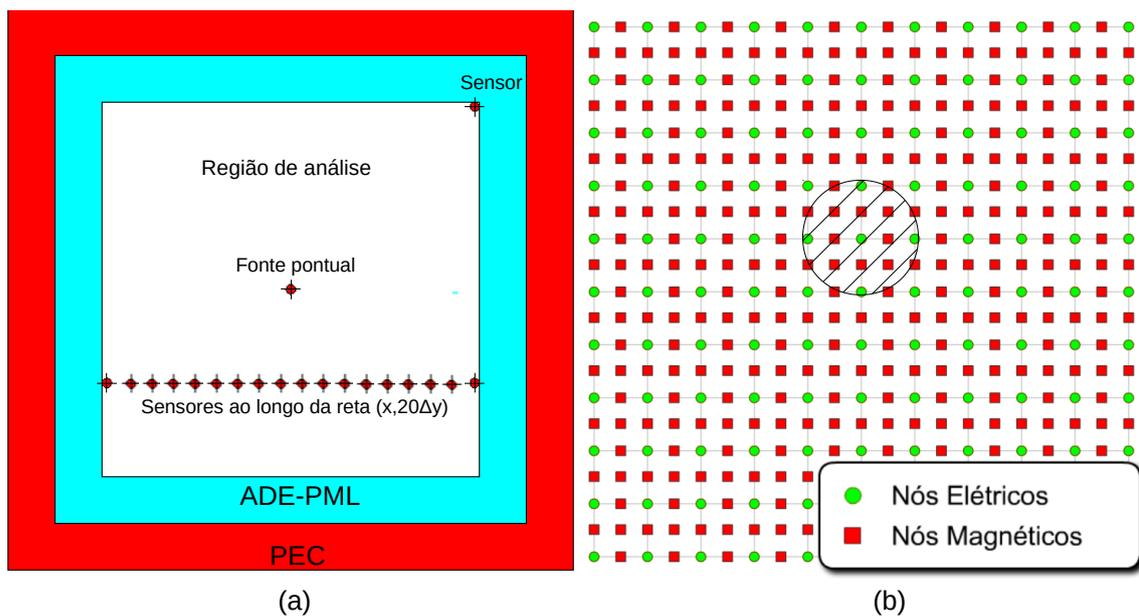 Sensor
Região de análise
Fonte pontual
Sensores ao longo da reta (x,20Δy)
ADE-PML
PEC
(a)
Nós Elétricos
Nós Magnéticos
(b)